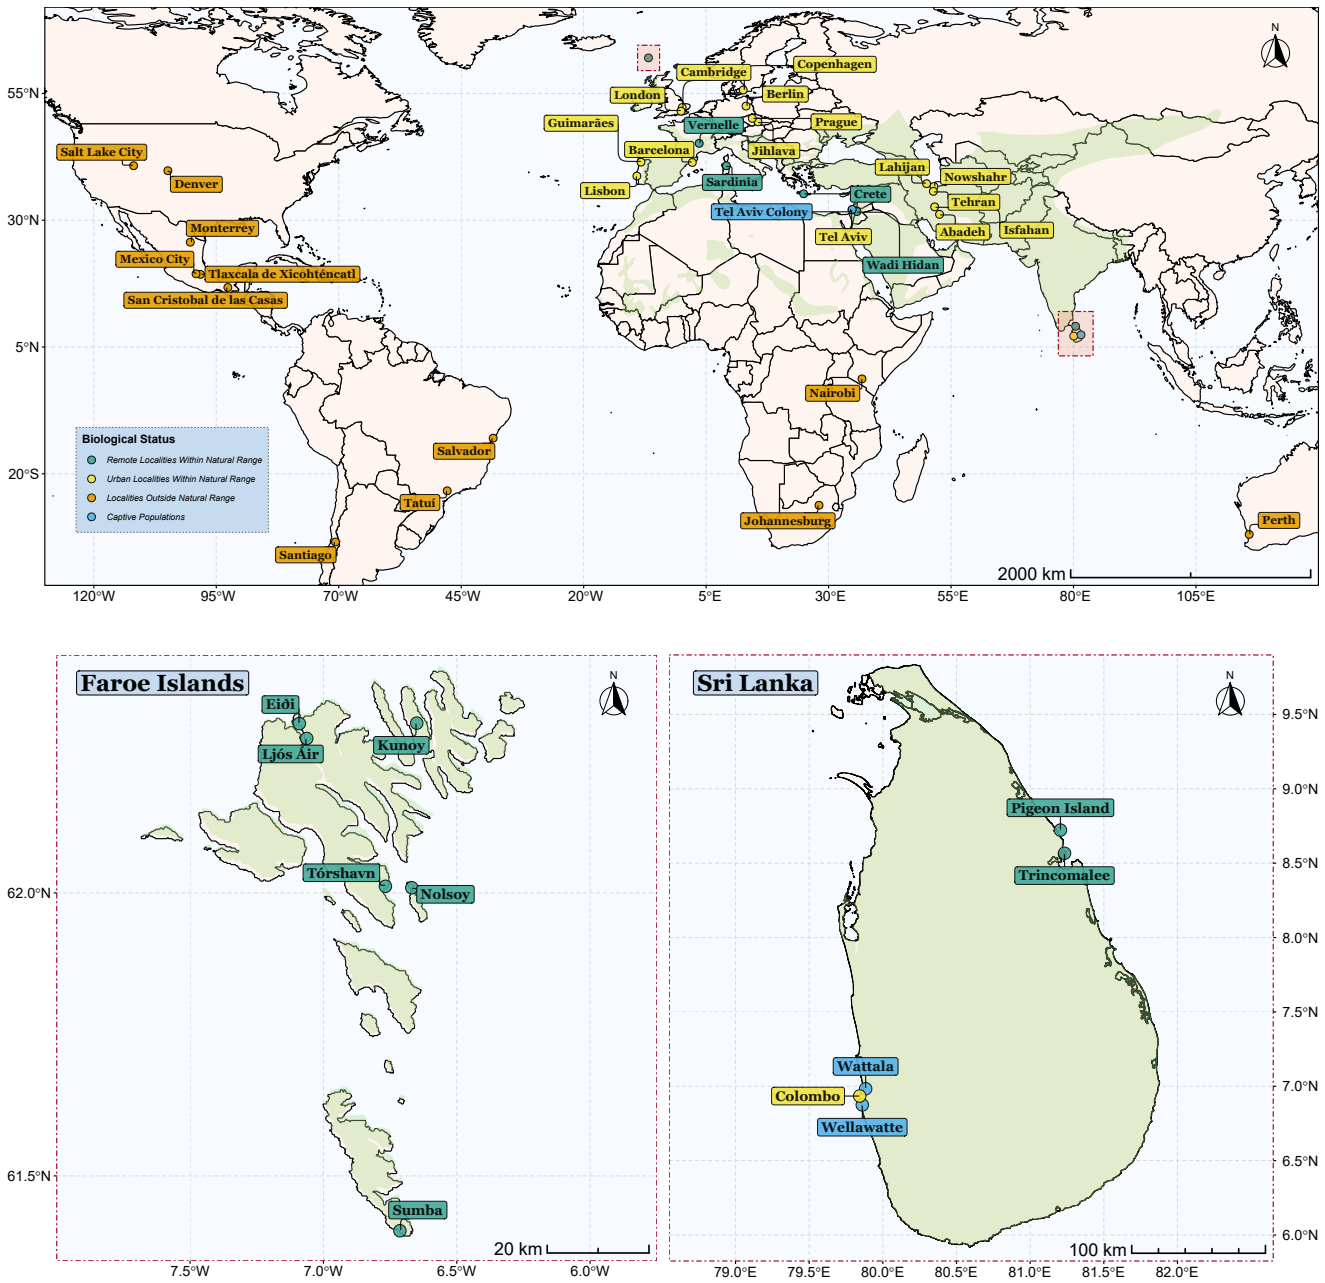 N
Cambridge
Copenhagen
55°N
London
Berlin
Guimarães
Vernelle
Prague
Salt Lake City
Barcelona
Jihlava
Lahijan
Nowshahr
Denver
Lisbon
Sardinia
Crete
Tehran
30°N
Monterrey
Tel Aviv Colony
Tel Aviv
Abadeh
Isfahan
Mexico City
Tlaxcala de Xicohténcatl
Wadi Hidan
San Cristobal de las Casas
5°N
Nairobi
Biological Status
Remote Localities Within Natural Range
Urban Localities Within Natural Range
Localities Outside Natural Range
Captive Populations
Salvador
20°S
Tatuí
Johannesburg
Perth
Santiago
2000 km
120°W 95°W 70°W 45°W 20°W 5°E 30°E 55°E 80°E 105°E
Faroe Islands
N
Eiði
Ljós Áir
Kunoy
Tórshavn
Nolsoy
62.0°N
61.5°N
Sumba
20 km
7.5°W 7.0°W 6.5°W 6.0°W
Sri Lanka
N
9.5°N
9.0°N
Pigeon Island
8.5°N
Trincomalee
8.0°N
7.5°N
Wattala
7.0°N
Colombo
Wellawatte
6.5°N
6.0°N
100 km
79.0°E 79.5°E 80.0°E 80.5°E 81.0°E 81.5°E 82.0°E